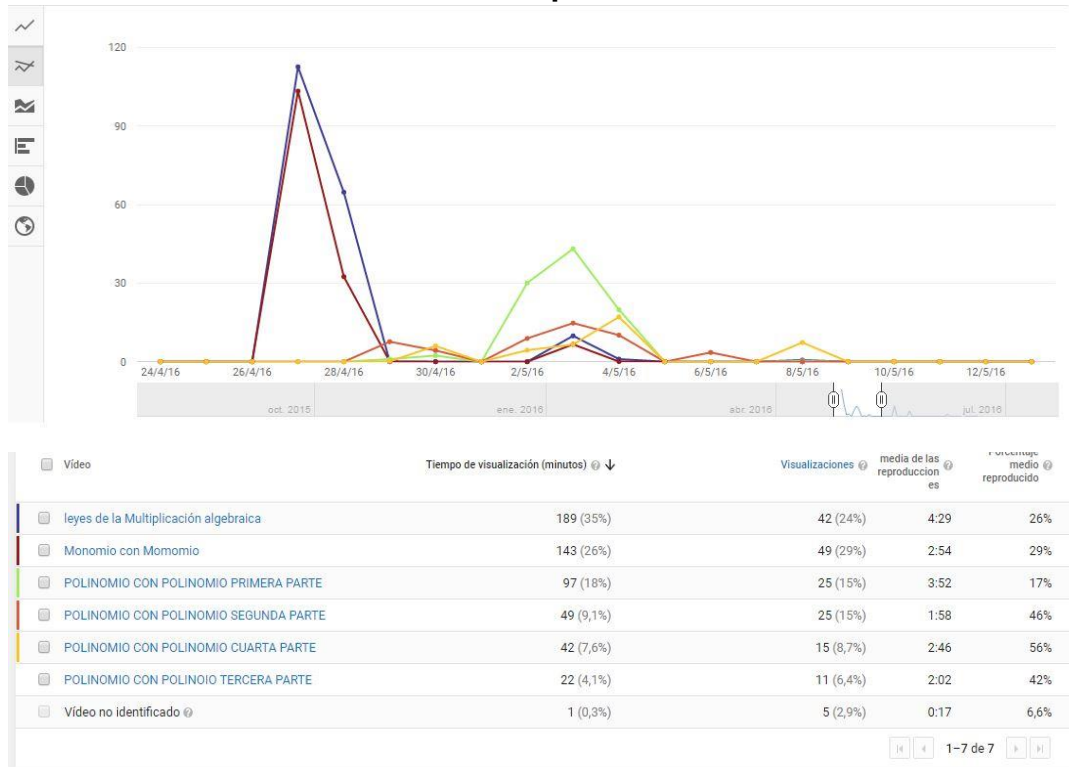 120
90
60
30
0
24/4/16 26/4/16 28/4/16 30/4/16 2/5/16 4/5/16 6/5/16 8/5/16 10/5/16 12/5/16
oct. 2015 ene. 2016 abr. 2016 jul. 2016
Vídeo Tiempo de visualización (minutos) Visualizaciones media de las reproduccion es Porcentaje medio reproducido
leyes de la Multiplicación algebraica 189 (35%) 42 (24%) 4:29 26%
Monomio con Momomio 143 (26%) 49 (29%) 2:54 29%
POLINOMIO CON POLINOMIO PRIMERA PARTE 97 (18%) 25 (15%) 3:52 17%
POLINOMIO CON POLINOMIO SEGUNDA PARTE 49 (9,1%) 25 (15%) 1:58 46%
POLINOMIO CON POLINOMIO CUARTA PARTE 42 (7,6%) 15 (8,7%) 2:46 56%
POLINOMIO CON POLINOIO TERCERA PARTE 22 (4,1%) 11 (6,4%) 2:02 42%
Vídeo no identificado 1 (0,3%) 5 (2,9%) 0:17 6,6%
1–7 de 7